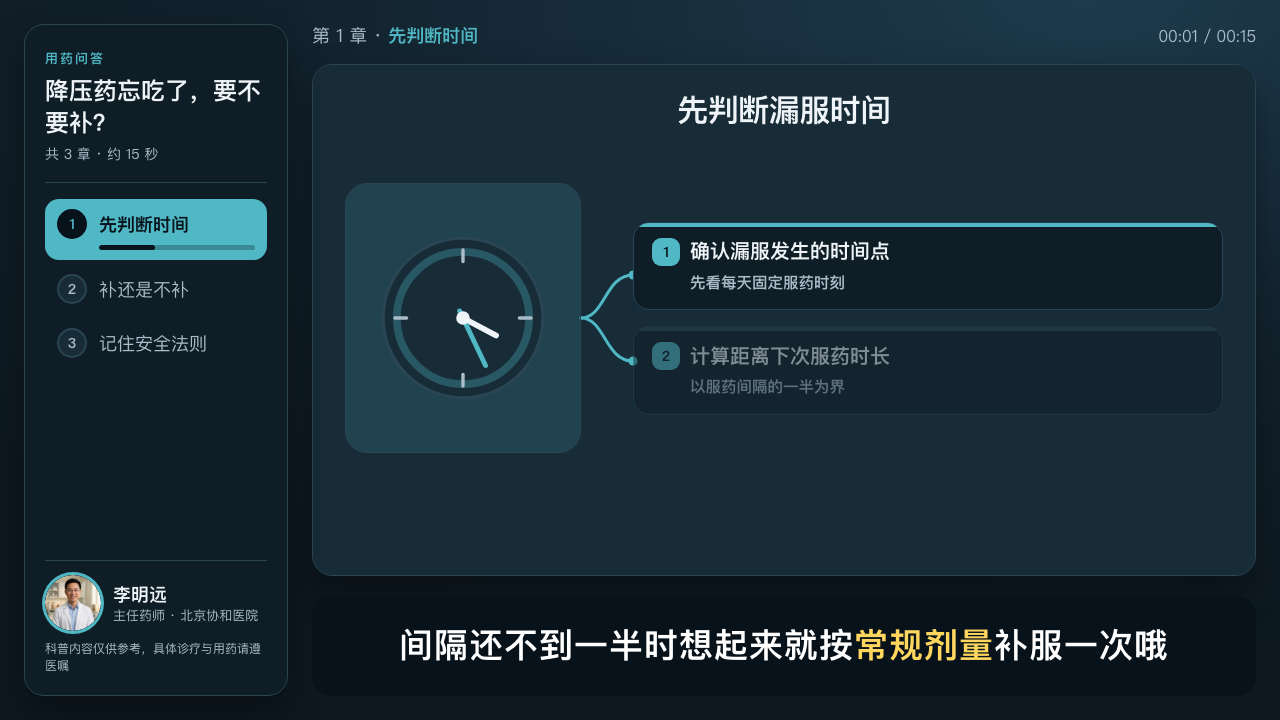 用药问答
降压药忘吃了，要不
要补?
共 3 章 · 约 15 秒
1 先判断时间
2 补还是不补
3 记住安全法则
李明远
主任药师 · 北京协和医院
科普内容仅供参考，具体诊疗与用药请遵
医嘱
第 1 章 · 先判断时间
00:01 / 00:15
先判断漏服时间
1 确认漏服发生的时间点
先看每天固定服药时刻
2 计算距离下次服药时长
以服药间隔的一半为界
间隔还不到一半时想起来就按常规剂量补服一次哦